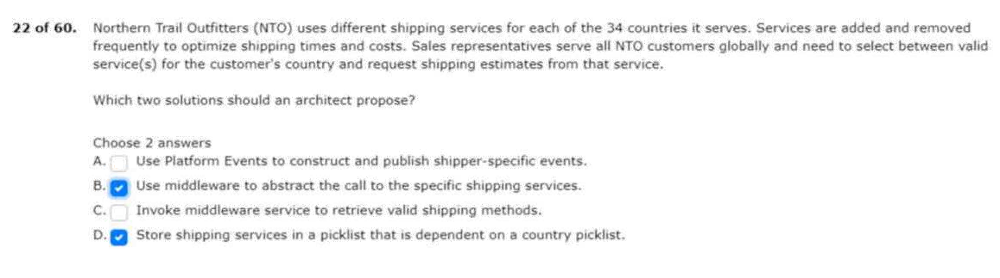 22 of 60. Northern Trail Outfitters (NTO) uses different shipping services for each of the 34 countries it serves. Services are added and removed
frequently to optimize shipping times and costs. Sales representatives serve all NTO customers globally and need to select between valid
service(s) for the customer's country and request shipping estimates from that service.
Which two solutions should an architect propose?
Choose 2 answers
A. Use Platform Events to construct and publish shipper-specific events.
B. Use middleware to abstract the call to the specific shipping services.
C. Invoke middleware service to retrieve valid shipping methods.
D. Store shipping services in a picklist that is dependent on a country picklist.